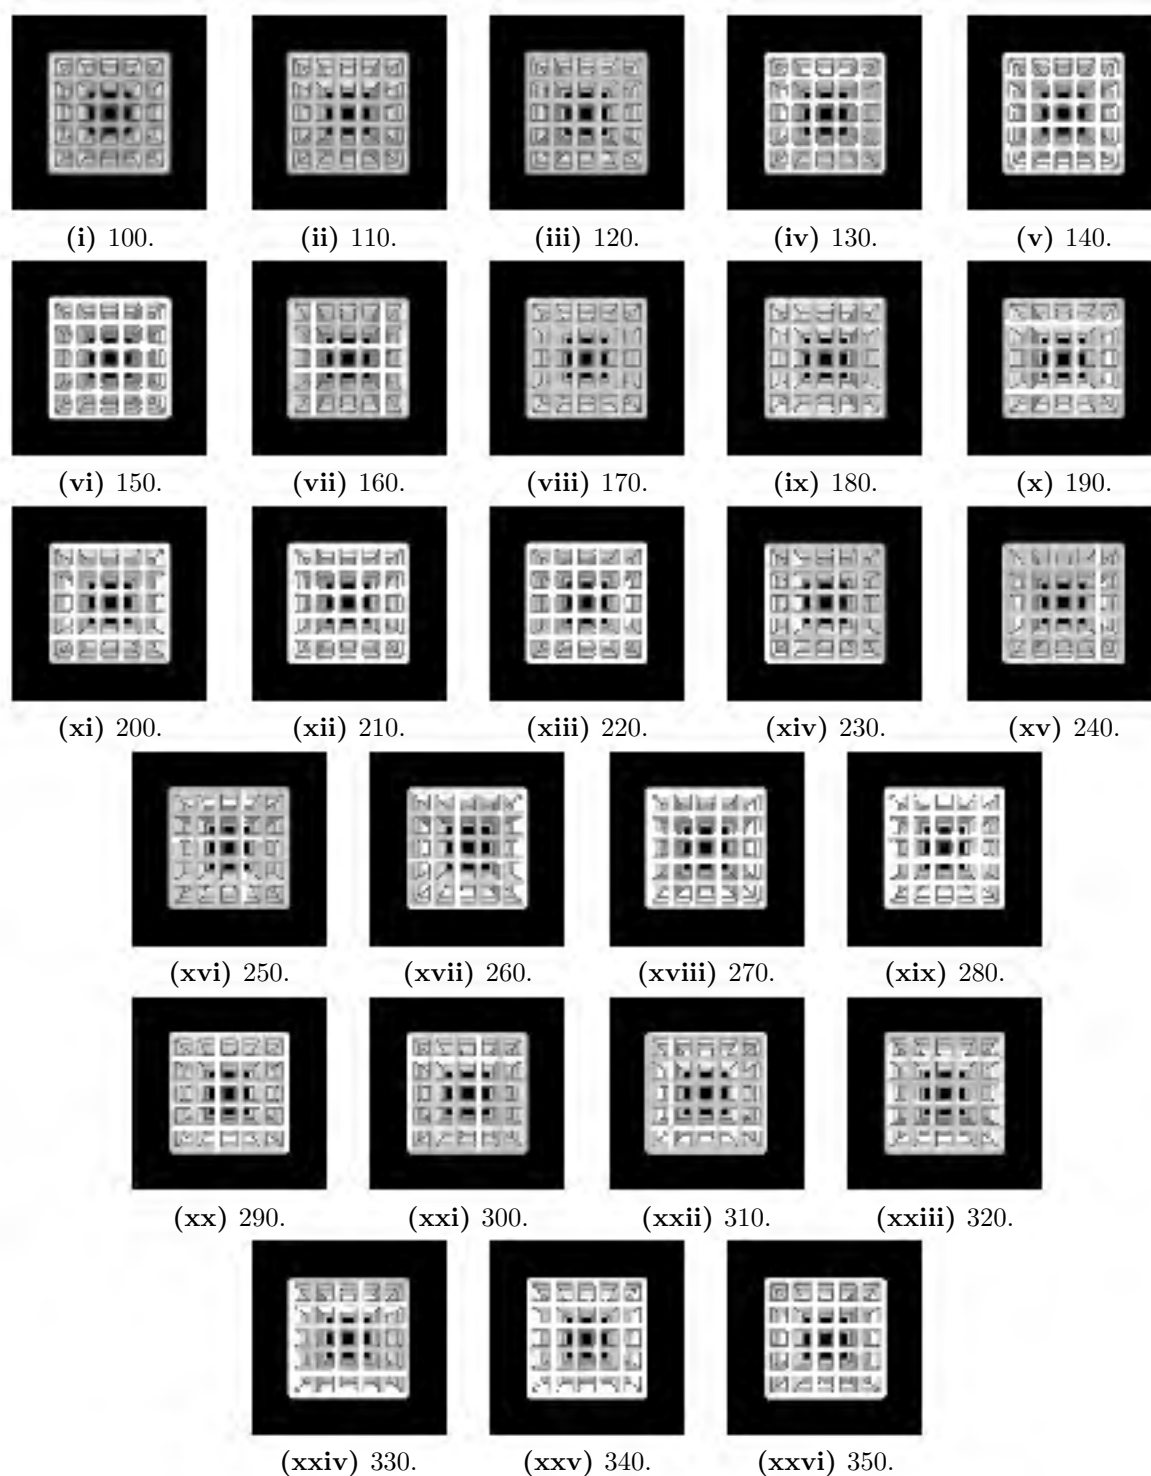 (i) 100. (ii) 110. (iii) 120. (iv) 130. (v) 140.
(vi) 150. (vii) 160. (viii) 170. (ix) 180. (x) 190.
(xi) 200. (xii) 210. (xiii) 220. (xiv) 230. (xv) 240.
(xvi) 250. (xvii) 260. (xviii) 270. (xix) 280.
(xx) 290. (xxi) 300. (xxii) 310. (xxiii) 320.
(xxiv) 330. (xxv) 340. (xxvi) 350.